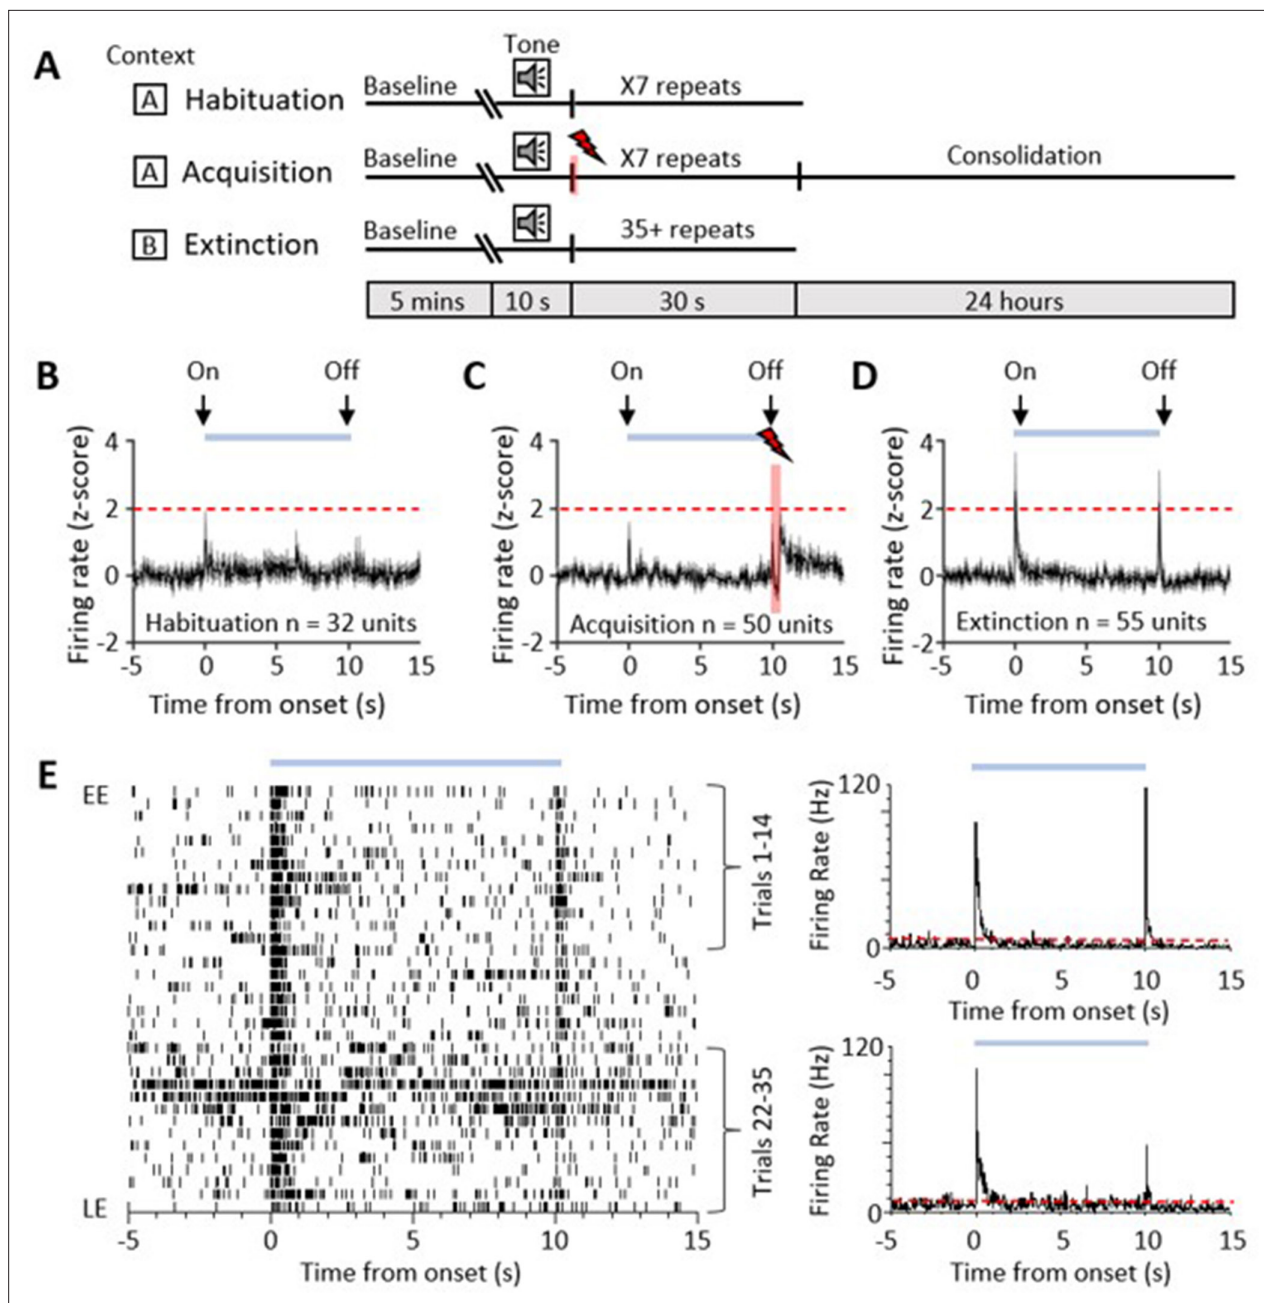 A
Context
Tone
A Habituation Baseline X7 repeats
A Acquisition Baseline X7 repeats Consolidation
B Extinction Baseline 35+ repeats
5 mins 10 s 30 s 24 hours
B
On Off
Firing rate (z-score)
4
2
0
-2
Habituation n = 32 units
-5 0 5 10 15
Time from onset (s)
C
On Off
Firing rate (z-score)
4
2
0
-2
Acquisition n = 50 units
-5 0 5 10 15
Time from onset (s)
D
On Off
Firing rate (z-score)
4
2
0
-2
Extinction n = 55 units
-5 0 5 10 15
Time from onset (s)
E
EE
LE
Trials 1-14
Trials 22-35
-5 0 5 10 15
Time from onset (s)
Firing Rate (Hz)
120
0
-5 0 5 10 15
Time from onset (s)
Firing Rate (Hz)
120
0
-5 0 5 10 15
Time from onset (s)